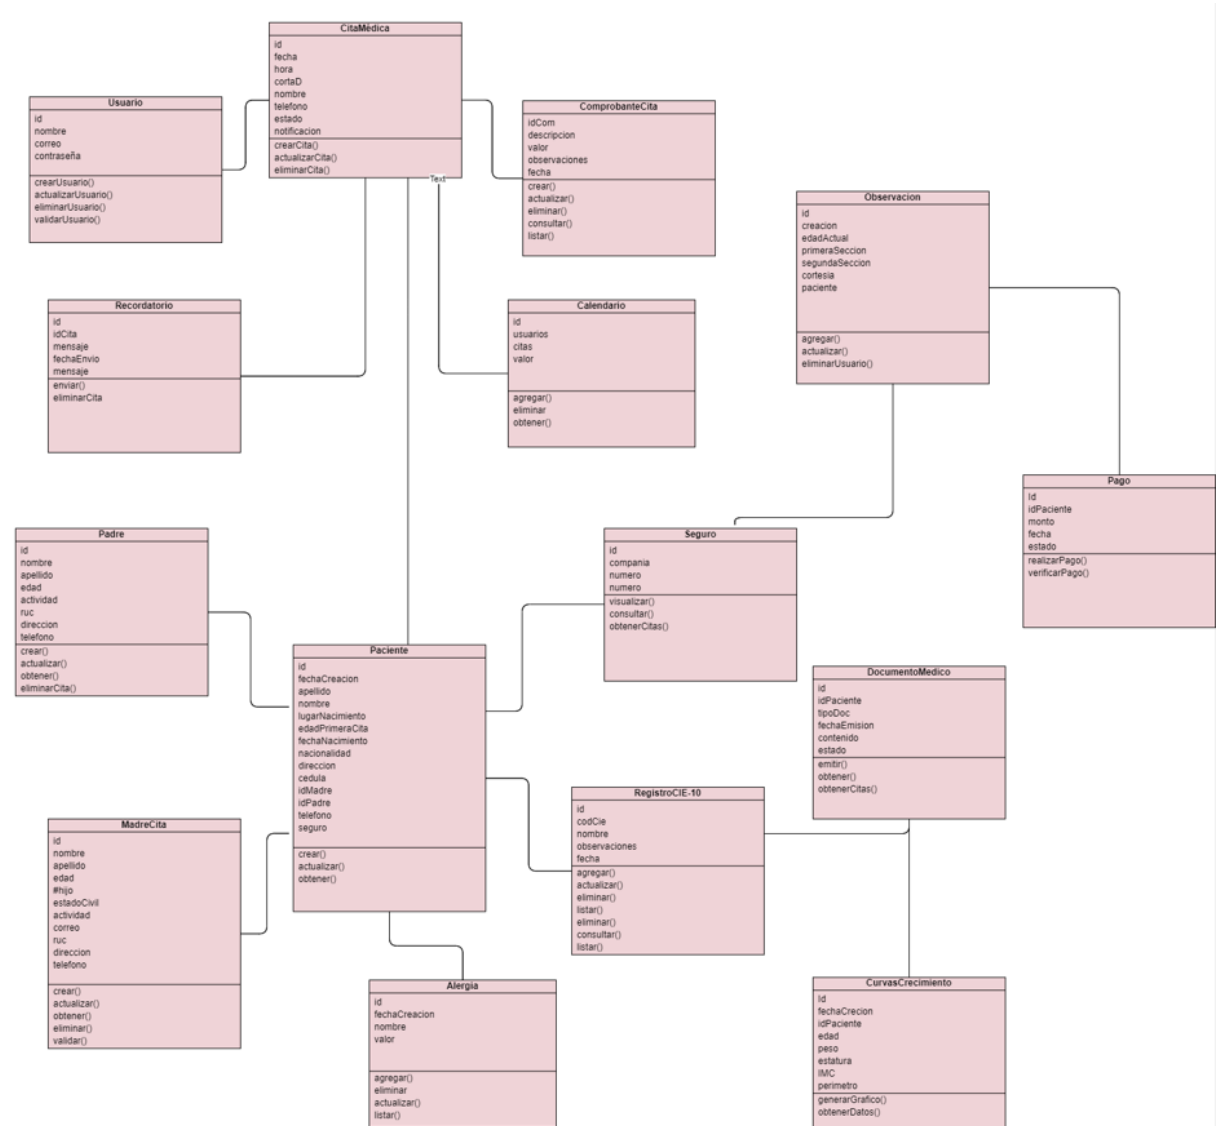 CitaMédica
id
fecha
hora
cortaD
nombre
telefono
estado
notificacion
crearCita()
actualizarCita()
eliminarCita()
Text
Usuario
id
nombre
correo
contraseña
crearUsuario()
actualizarUsuario()
eliminarUsuario()
validarUsuario()
ComprobanteCita
idCom
descripcion
valor
observaciones
fecha
crear()
actualizar()
eliminar()
consultar()
listar()
Observacion
id
creacion
edadActual
primeraSeccion
segundaSeccion
cortesia
paciente
agregar()
actualizar()
eliminarUsuario()
Recordatorio
id
idCita
mensaje
fechaEnvio
mensaje
enviar()
eliminarCita
Calendario
id
usuarios
citas
valor
agregar()
eliminar
obtener()
Pago
Id
idPaciente
monto
fecha
estado
realizarPago()
verificarPago()
Padre
id
nombre
apellido
edad
actividad
ruc
direccion
telefono
crear()
actualizar()
obtener()
eliminarCita()
Seguro
id
compania
numero
numero
visualizar()
consultar()
obtenerCitas()
Paciente
id
fechaCreacion
apellido
nombre
lugarNacimiento
edadPrimeraCita
fechaNacimiento
nacionalidad
direccion
cedula
idMadre
idPadre
telefono
seguro
crear()
actualizar()
obtener()
DocumentoMedico
id
idPaciente
tipoDoc
fechaEmision
contenido
estado
emitir()
obtener()
obtenerCitas()
RegistroCIE-10
id
codCie
nombre
observaciones
fecha
agregar()
actualizar()
eliminar()
listar()
eliminar()
consultar()
listar()
MadreCita
id
nombre
apellido
edad
#hijo
estadoCivil
actividad
correo
ruc
direccion
telefono
crear()
actualizar()
obtener()
eliminar()
validar()
Alergia
id
fechaCreacion
nombre
valor
agregar()
eliminar
actualizar()
listar()
CurvasCrecimiento
Id
fechaCrecion
idPaciente
edad
peso
estatura
IMC
perimetro
generarGrafico()
obtenerDatos()